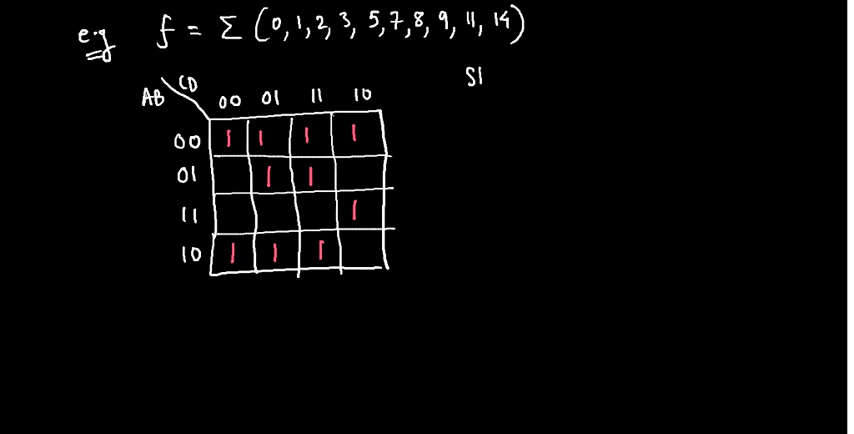 e.g f = Σ (0, 1, 2, 3, 5, 7, 8, 9, 11, 14)
SI
AB CD 00 01 11 10
00 1 1 1 1
01 1 1
11 1
10 1 1 1